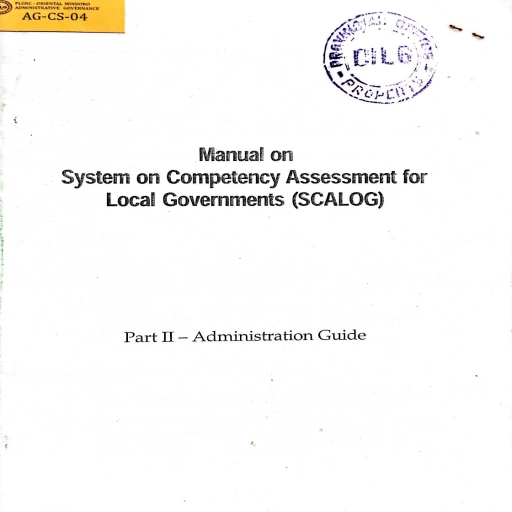 PLGRC - ORIENTAL MINDORO
ADMINISTRATIVE GOVERNANCE
AG-CS-04
PROVINCIAL OFFICE
DILG
PROPERTY
Manual on
System on Competency Assessment for
Local Governments (SCALOG)
Part II – Administration Guide